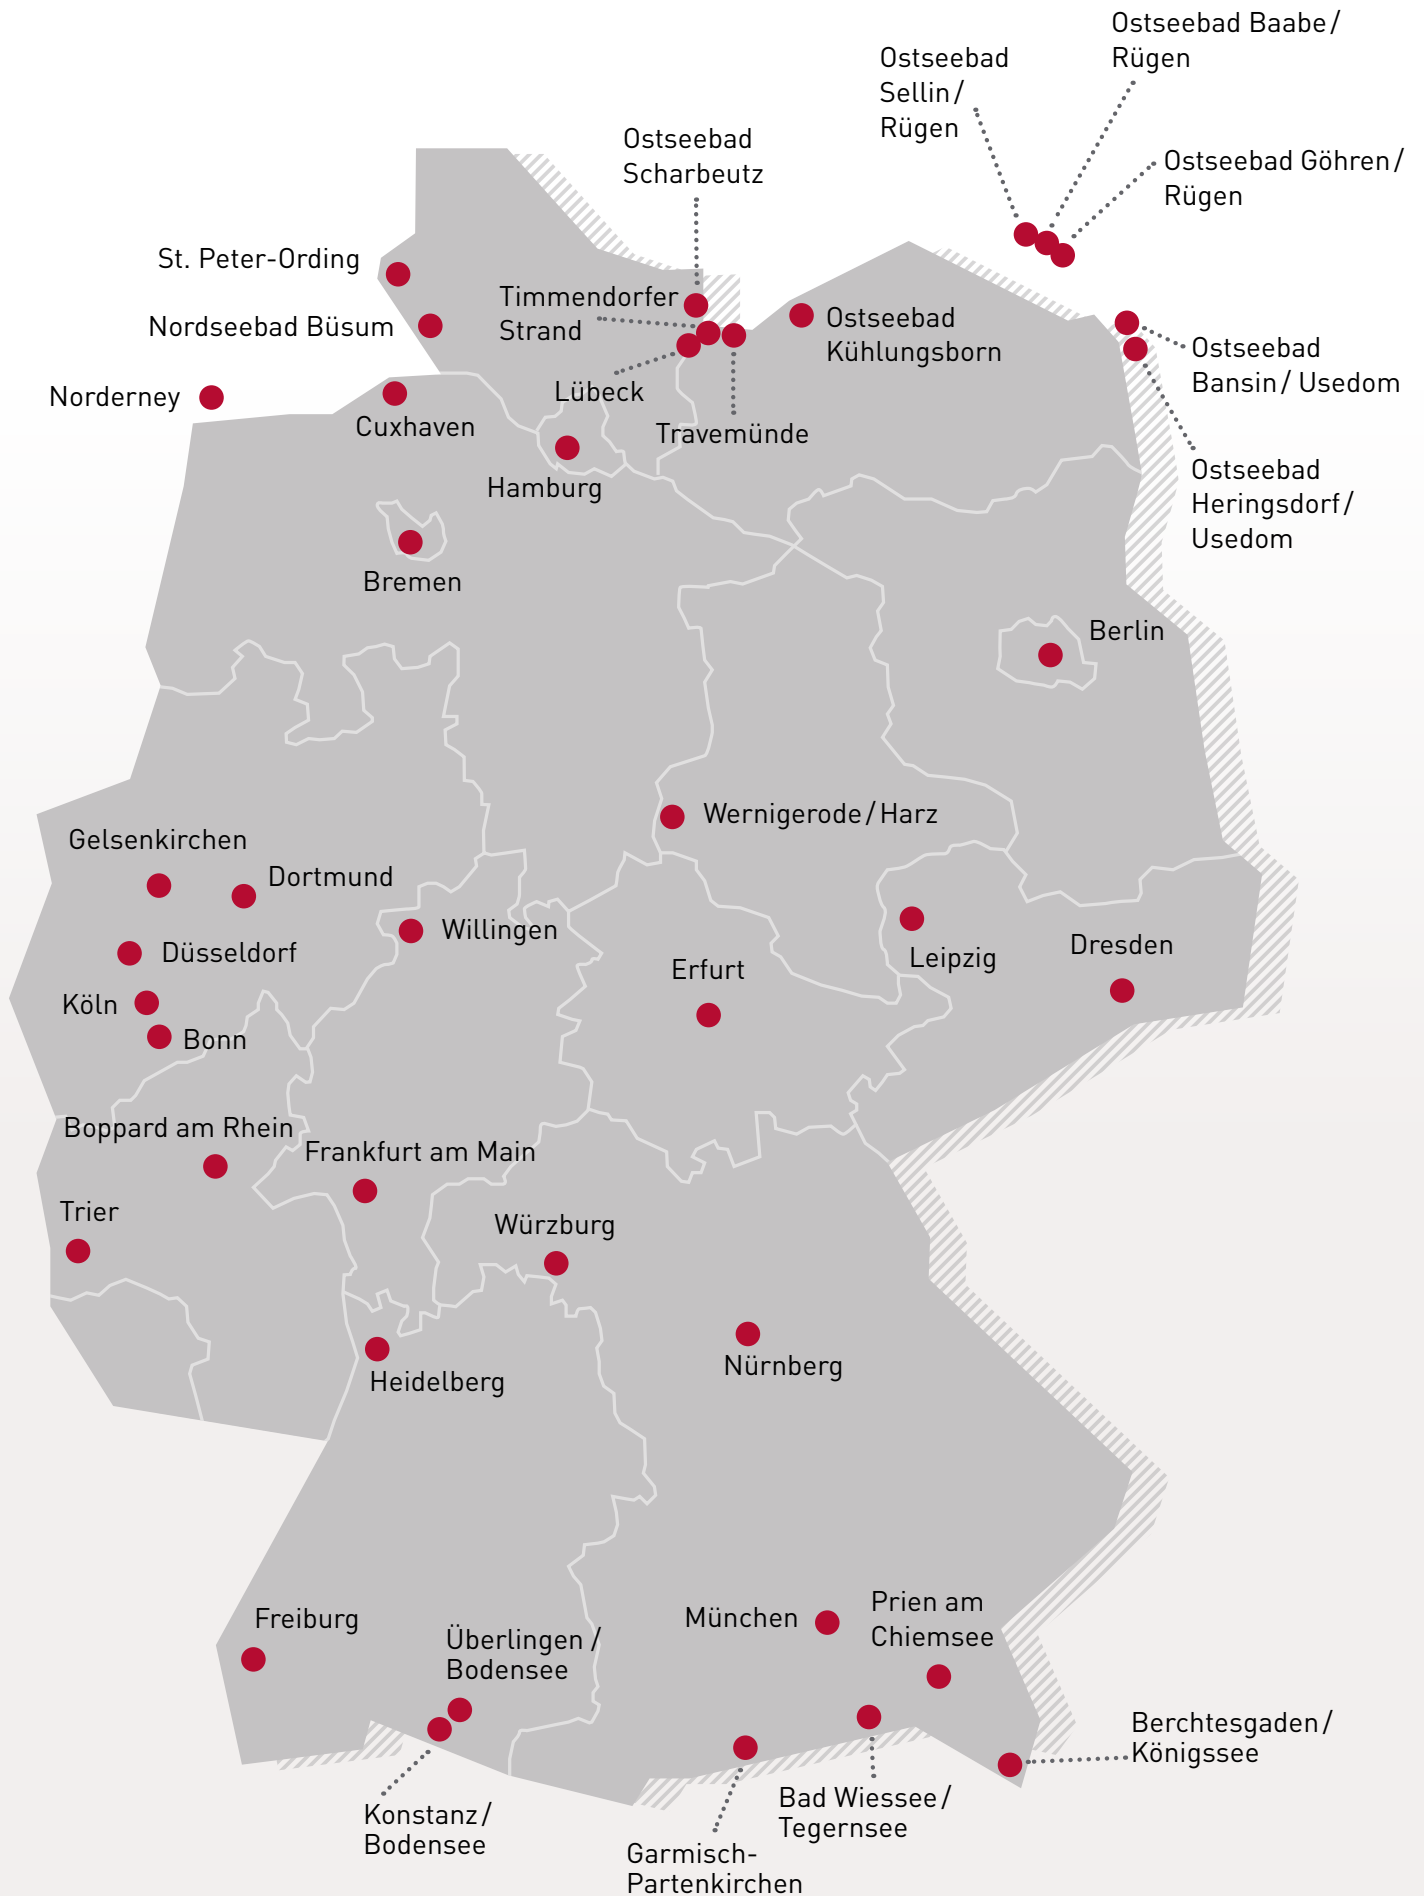 Ostseebad Baabe/
Rügen
Ostseebad
Sellin/
Rügen
Ostseebad
Scharbeutz
Ostseebad Göhren/
Rügen
St. Peter-Ording
Timmendorfer
Strand
Nordseebad Büsum
Ostseebad
Kühlungsborn
Ostseebad
Bansin/ Usedom
Norderney
Lübeck
Cuxhaven
Travemünde
Hamburg
Ostseebad
Heringsdorf/
Usedom
Bremen
Berlin
Wernigerode/Harz
Gelsenkirchen
Dortmund
Willingen
Düsseldorf
Leipzig
Dresden
Erfurt
Köln
Bonn
Boppard am Rhein
Frankfurt am Main
Trier
Würzburg
Nürnberg
Heidelberg
Freiburg
Überlingen/
Bodensee
München
Prien am
Chiemsee
Berchtesgaden/
Königssee
Konstanz/
Bodensee
Bad Wiessee/
Tegernsee
Garmisch-
Partenkirchen